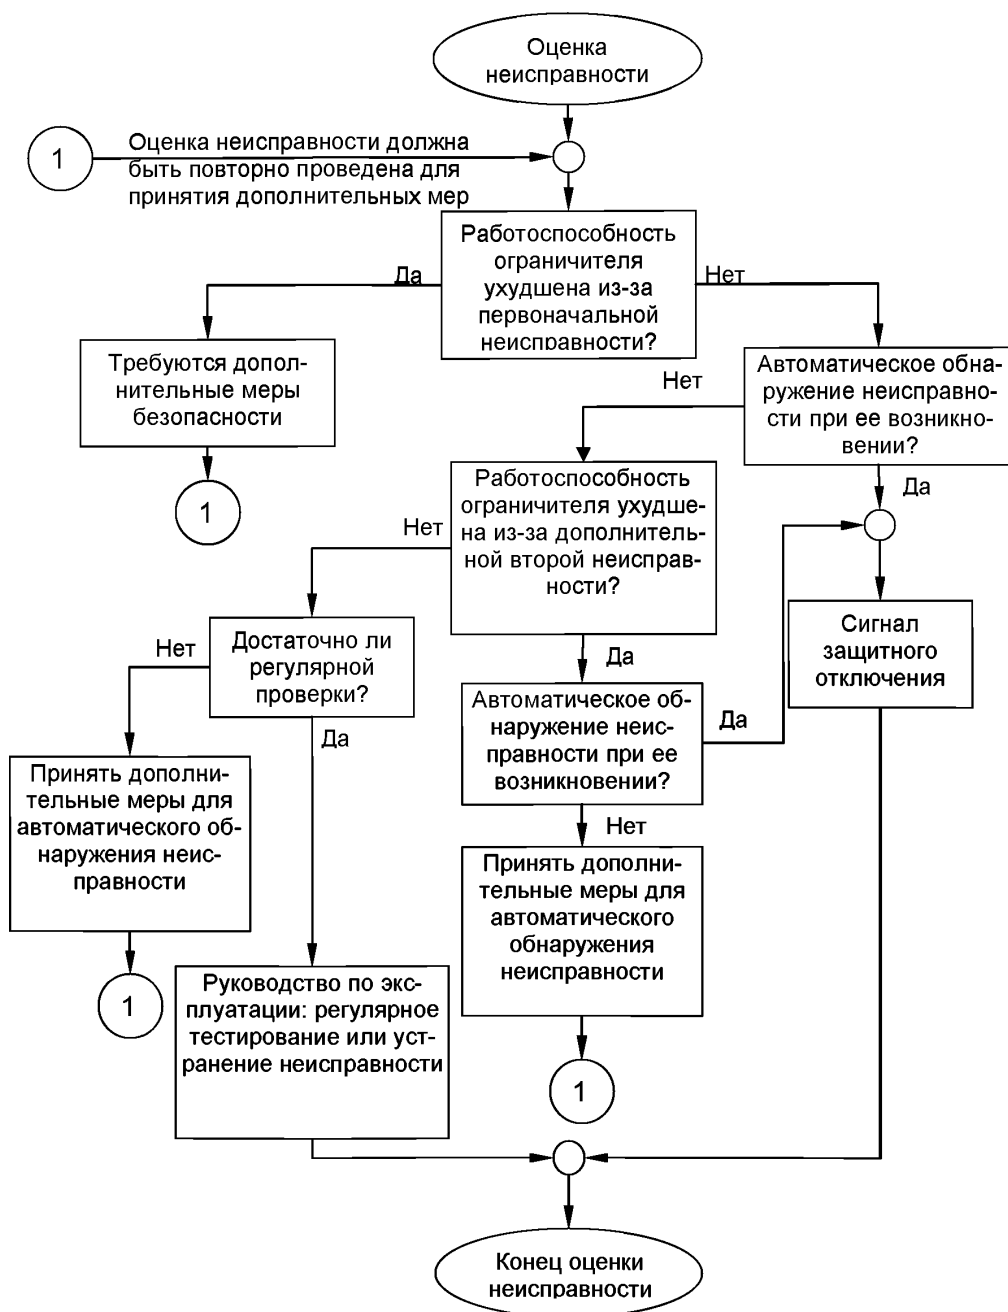 Оценка
неисправности
1
Оценка неисправности должна
быть повторно проведена для
принятия дополнительных мер
Работоспособность
ограничителя
ухудшена из-за
первоначальной
неисправности?
Да
Нет
Требуются допол-
нительные меры
безопасности
1
Автоматическое обна-
ружение неисправно-
сти при ее возникно-
вении?
Нет
Да
Работоспособность
ограничителя ухудше-
на из-за дополнитель-
ной второй неисправ-
ности?
Нет
Да
Сигнал
защитного
отключения
Достаточно ли
регулярной
проверки?
Нет
Да
Автоматическое об-
наружение неис-
правности при ее
возникновении?
Да
Нет
Принять дополни-
тельные меры для
автоматического об-
наружения неис-
правности
1
Принять дополни-
тельные меры для
автоматического
обнаружения
неисправности
1
Руководство по экс-
плуатации: регулярное
тестирование или уст-
ранение неисправности
Конец оценки
неисправности